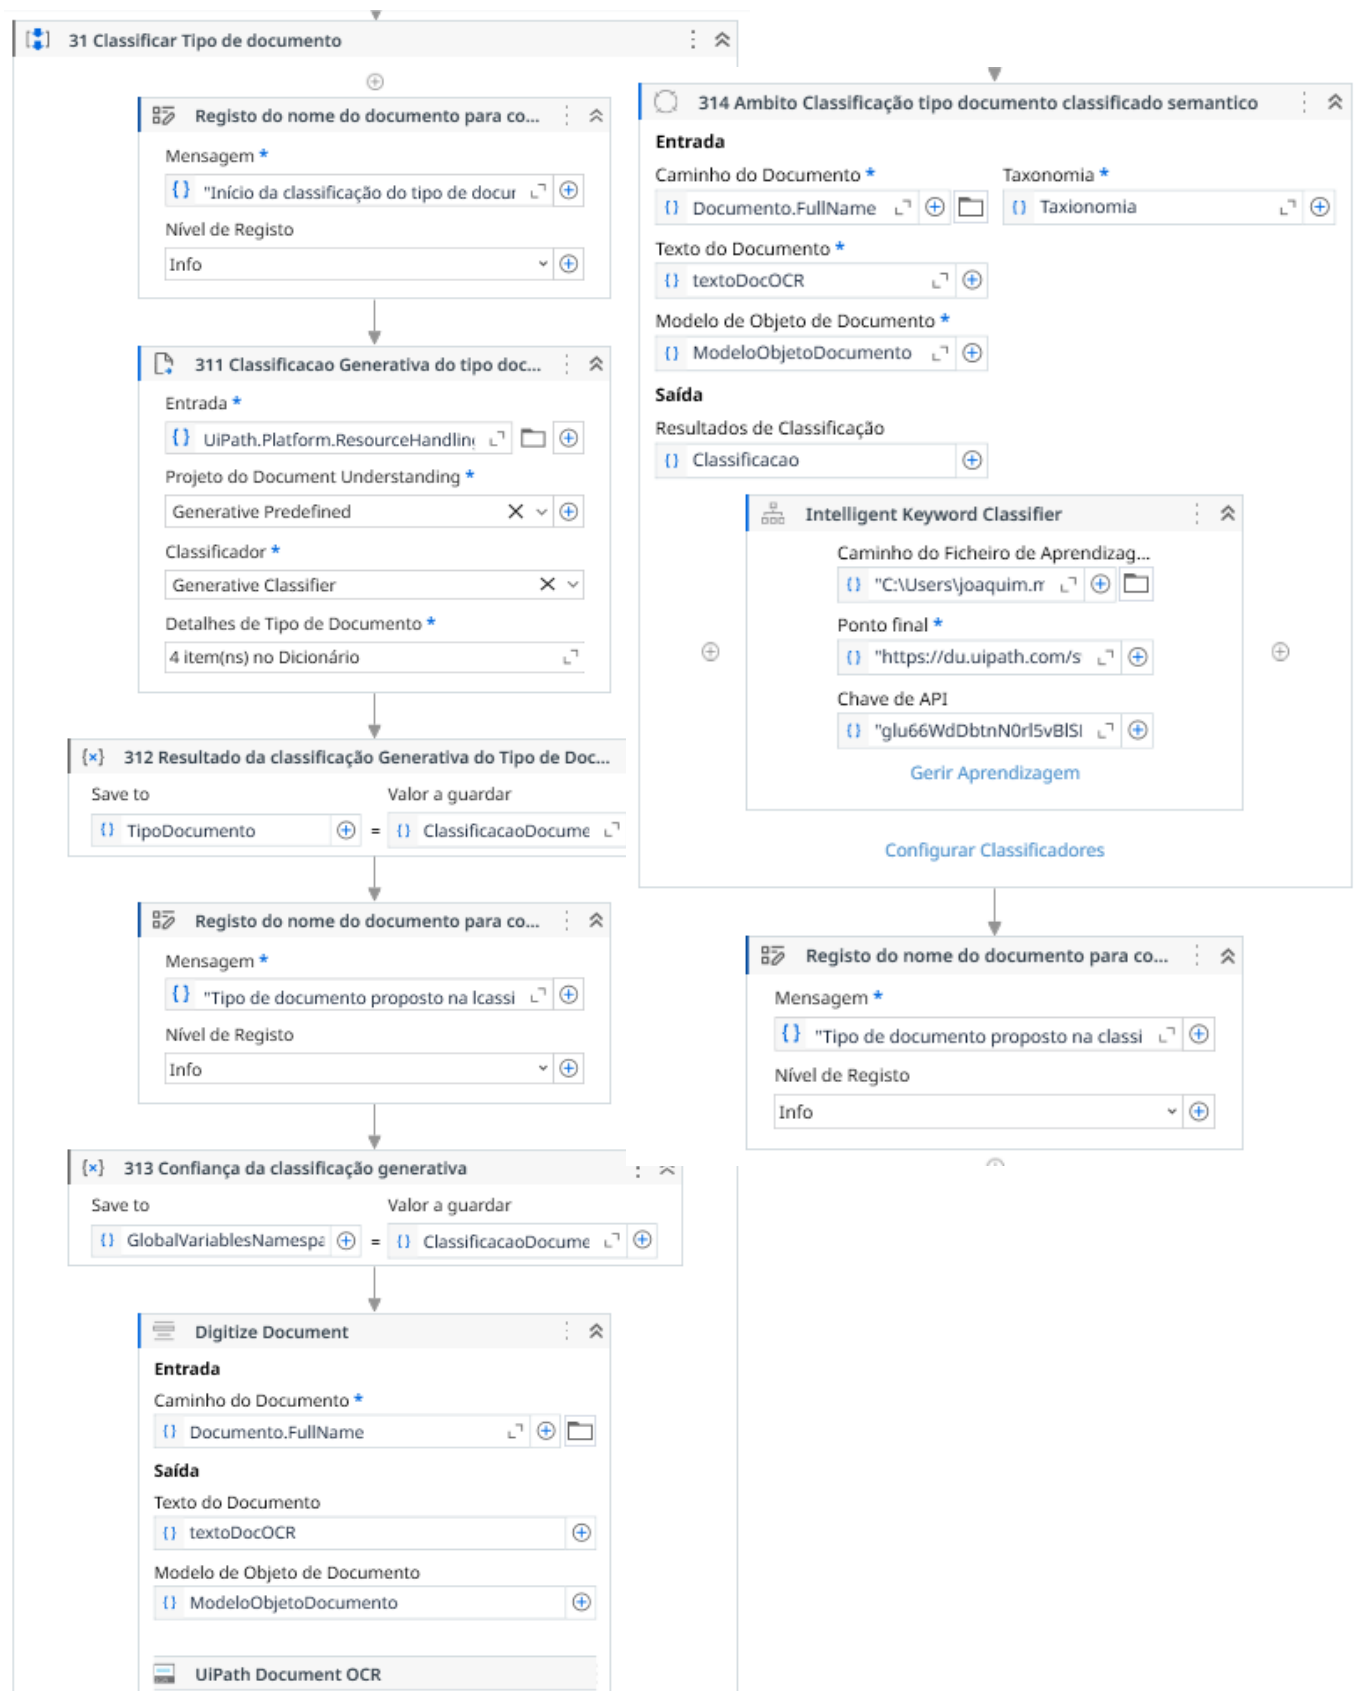 31 Classificar Tipo de documento
Registo do nome do documento para co...
Mensagem *
"Início da classificação do tipo de docur
Nível de Registo
Info
311 Classificacao Generativa do tipo doc...
Entrada *
UiPath.Platform.ResourceHandling
Projeto do Document Understanding *
Generative Predefined
Classificador *
Generative Classifier
Detalhes de Tipo de Documento *
4 item(ns) no Dicionário
312 Resultado da classificação Generativa do Tipo de Doc...
Save to
Valor a guardar
TipoDocumento
=
ClassificacaoDocume
Registo do nome do documento para co...
Mensagem *
"Tipo de documento proposto na lcassi
Nível de Registo
Info
313 Confiança da classificação generativa
Save to
Valor a guardar
GlobalVariablesNamespa
=
ClassificacaoDocume
Digitize Document
Entrada
Caminho do Documento *
Documento.FullName
Saída
Texto do Documento
textoDocOCR
Modelo de Objeto de Documento
ModeloObjetoDocumento
UiPath Document OCR
314 Ambito Classificação tipo documento classificado semantico
Entrada
Caminho do Documento *
Taxonomia *
Documento.FullName
Taxionomia
Texto do Documento *
textoDocOCR
Modelo de Objeto de Documento *
ModeloObjetoDocumento
Saída
Resultados de Classificação
Classificacao
Intelligent Keyword Classifier
Caminho do Ficheiro de Aprendizag...
"C:\Users\joaquim.m
Ponto final *
"https://du.uipath.com/s
Chave de API
"glu66WdDbtnN0rl5vBlSI
Gerir Aprendizagem
Configurar Classificadores
Registo do nome do documento para co...
Mensagem *
"Tipo de documento proposto na classi
Nível de Registo
Info